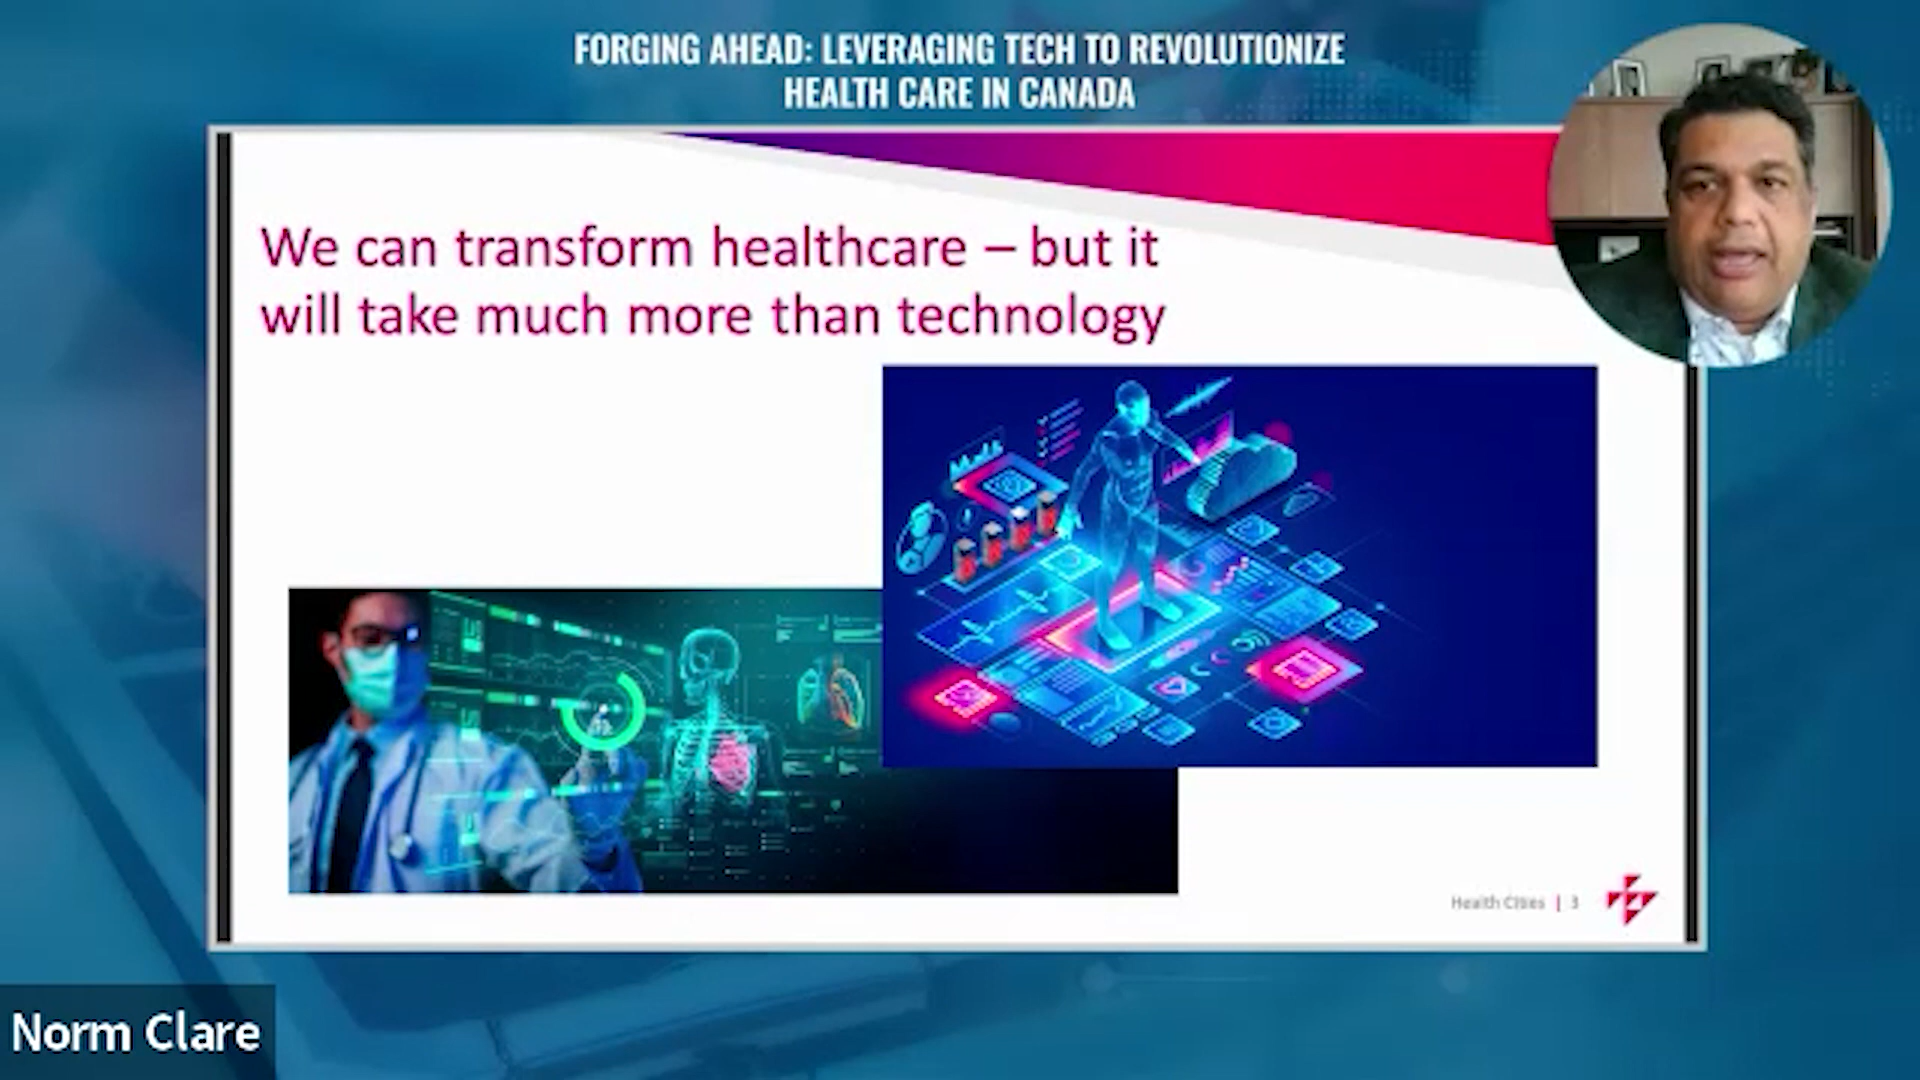 FORGING AHEAD: LEVERAGING TECH TO REVOLUTIONIZE
HEALTH CARE IN CANADA
We can transform healthcare – but it
will take much more than technology
Health Cities | 3
Norm Clare